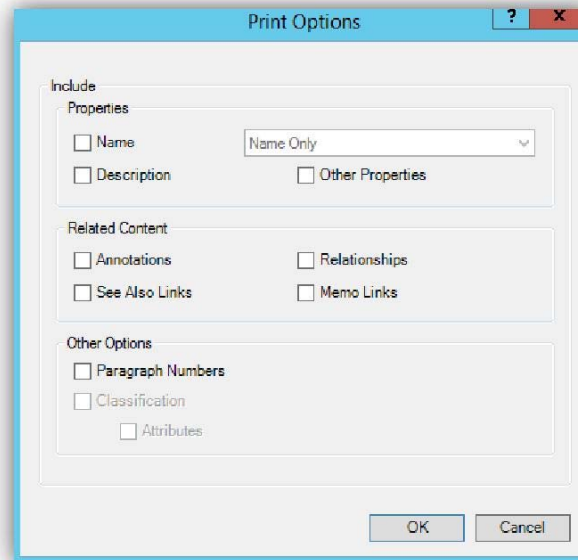 Print Options
? x
Include
Properties
Name
Name Only
Description
Other Properties
Related Content
Annotations
Relationships
See Also Links
Memo Links
Other Options
Paragraph Numbers
Classification
Attributes
OK
Cancel